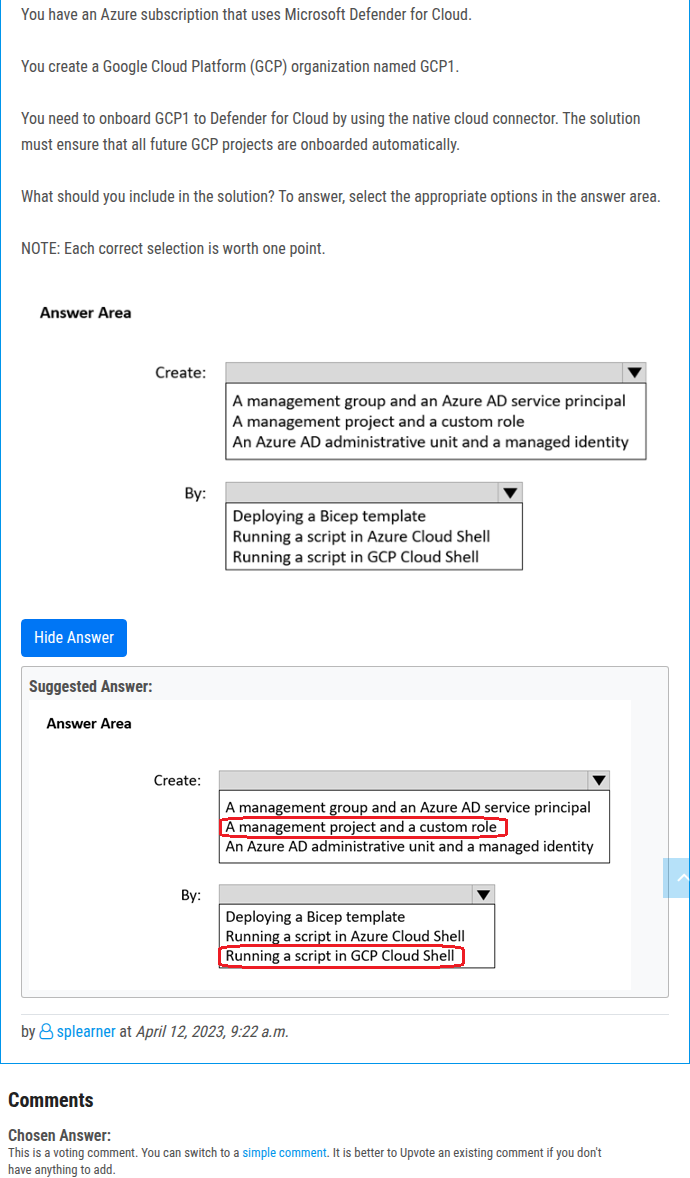 You have an Azure subscription that uses Microsoft Defender for Cloud.
You create a Google Cloud Platform (GCP) organization named GCP1.
You need to onboard GCP1 to Defender for Cloud by using the native cloud connector. The solution
must ensure that all future GCP projects are onboarded automatically.
What should you include in the solution? To answer, select the appropriate options in the answer area.
NOTE: Each correct selection is worth one point.
Answer Area
Create:
A management group and an Azure AD service principal
A management project and a custom role
An Azure AD administrative unit and a managed identity
By:
Deploying a Bicep template
Running a script in Azure Cloud Shell
Running a script in GCP Cloud Shell
Hide Answer
Suggested Answer:
Answer Area
Create:
A management group and an Azure AD service principal
A management project and a custom role
An Azure AD administrative unit and a managed identity
By:
Deploying a Bicep template
Running a script in Azure Cloud Shell
Running a script in GCP Cloud Shell
by splearner at April 12, 2023, 9:22 a.m.
Comments
Chosen Answer:
This is a voting comment. You can switch to a simple comment. It is better to Upvote an existing comment if you don't
have anything to add.